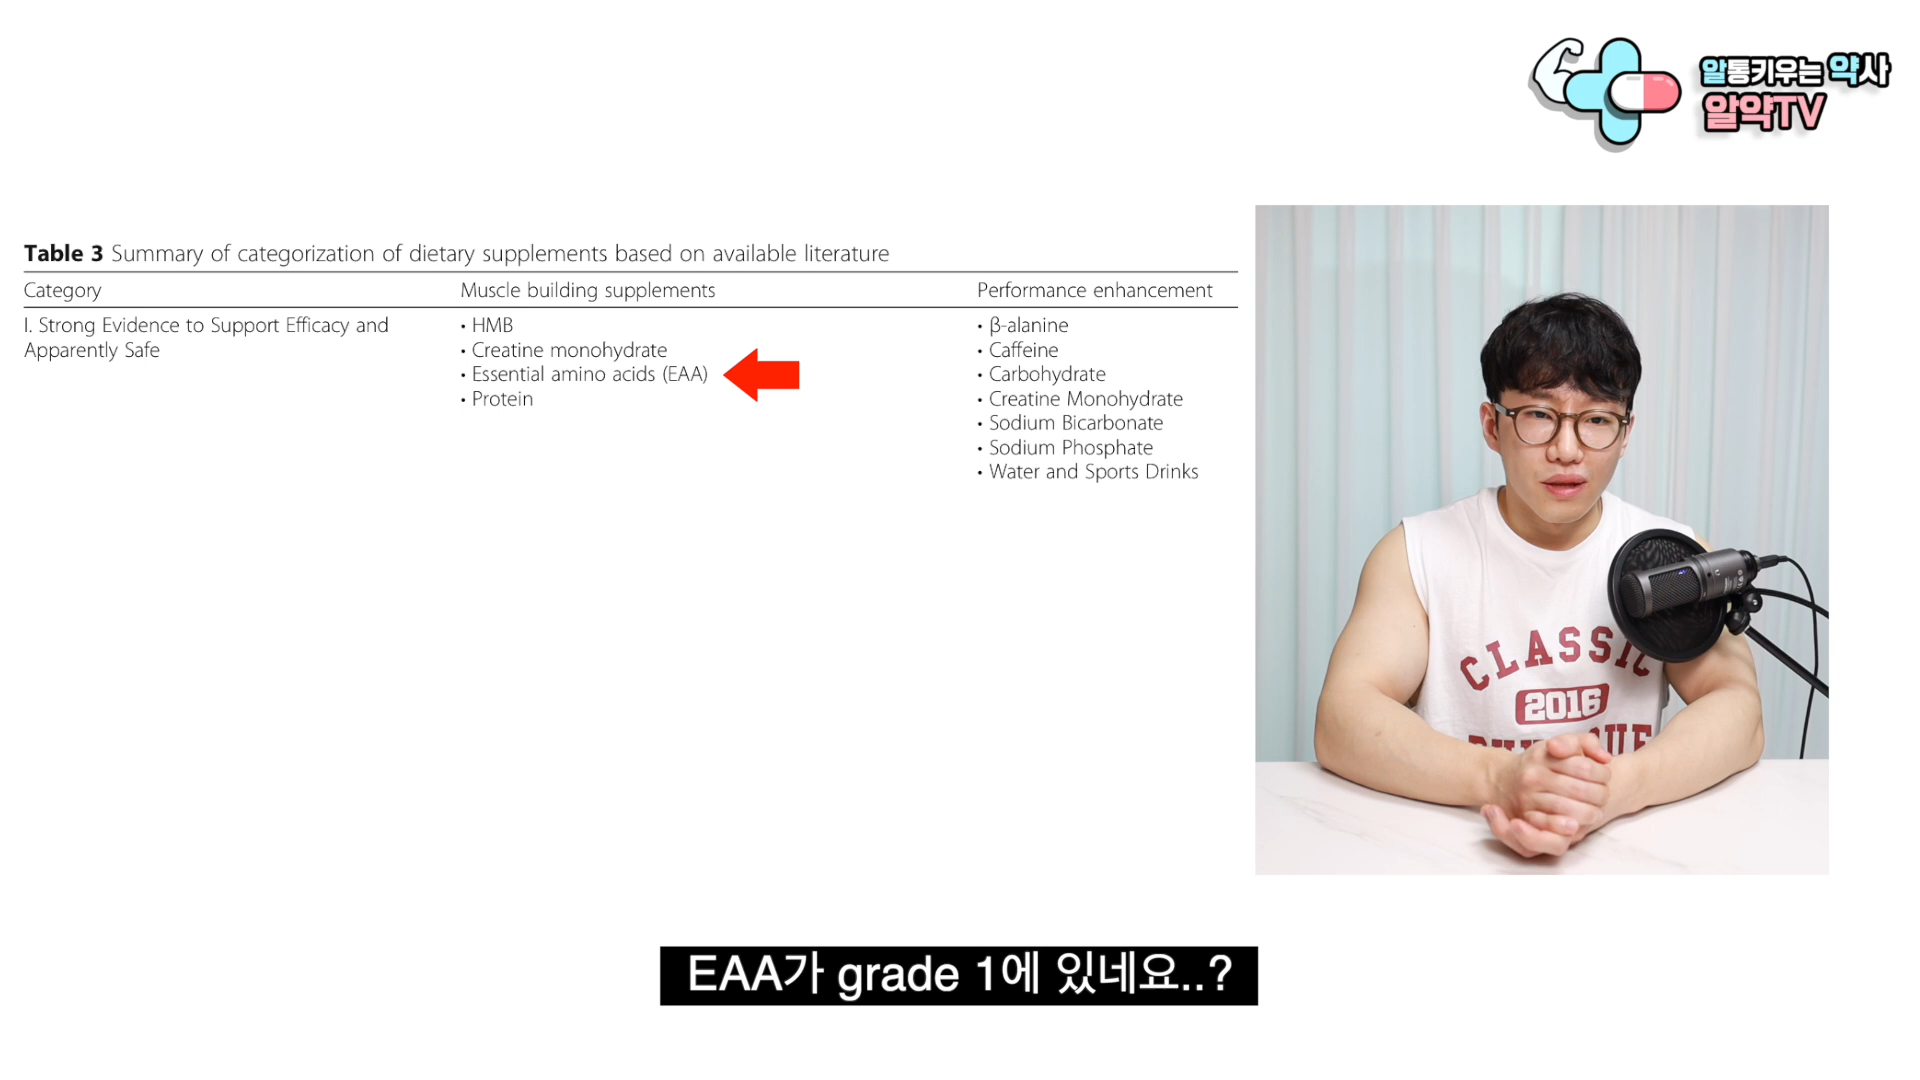 알통키우는 약사
알약TV
Table 3 Summary of categorization of dietary supplements based on available literature
Category Muscle building supplements Performance enhancement
I. Strong Evidence to Support Efficacy and
Apparently Safe
• HMB
• Creatine monohydrate
• Essential amino acids (EAA)
• Protein
• β-alanine
• Caffeine
• Carbohydrate
• Creatine Monohydrate
• Sodium Bicarbonate
• Sodium Phosphate
• Water and Sports Drinks
CLASSIC
2016
EAA가 grade 1에 있네요..?